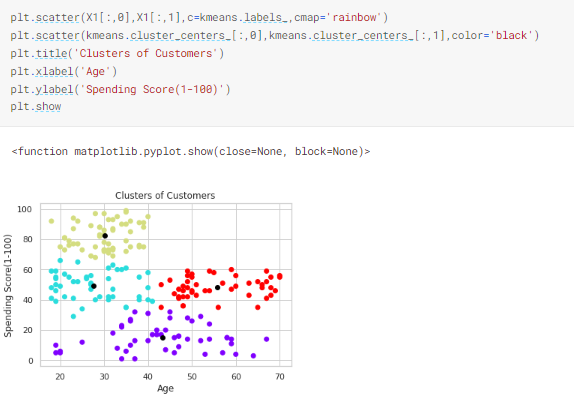 plt.scatter(X1[:,0],X1[:,1],c=kmeans.labels_,cmap='rainbow')
plt.scatter(kmeans.cluster_centers_[:,0],kmeans.cluster_centers_[:,1],color='black')
plt.title('Clusters of Customers')
plt.xlabel('Age')
plt.ylabel('Spending Score(1-100)')
plt.show
<function matplotlib.pyplot.show(close=None, block=None)>
Clusters of Customers
Spending Score(1-100)
100
80
60
40
20
0
20 30 40 50 60 70
Age